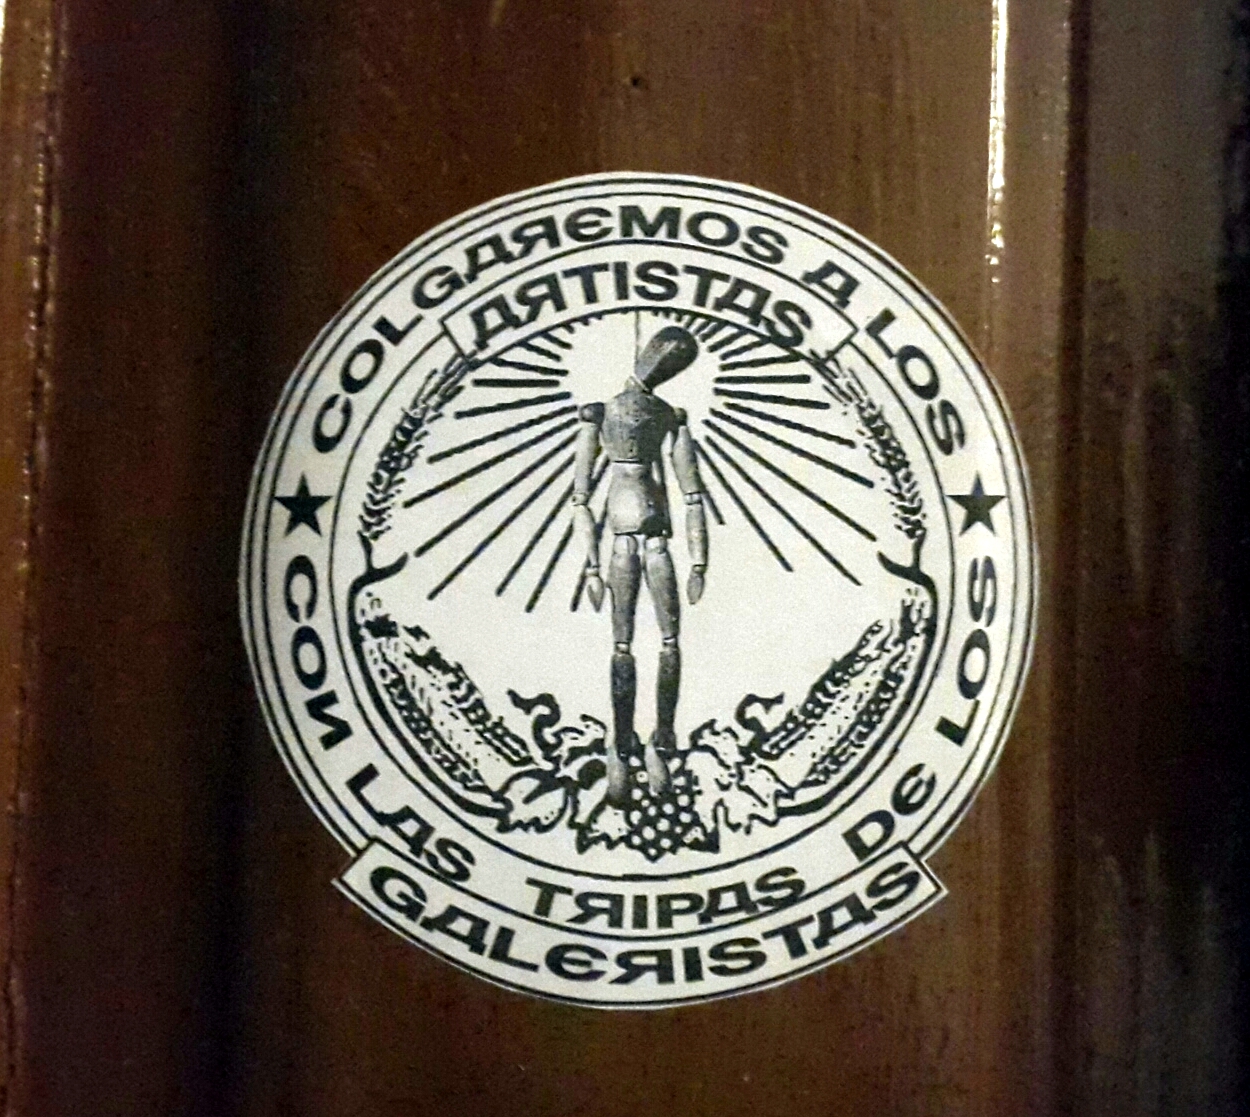 COLGAREMOS A LOS
ARTISTAS
CON LAS TRIPAS DE LOS
GALERISTAS